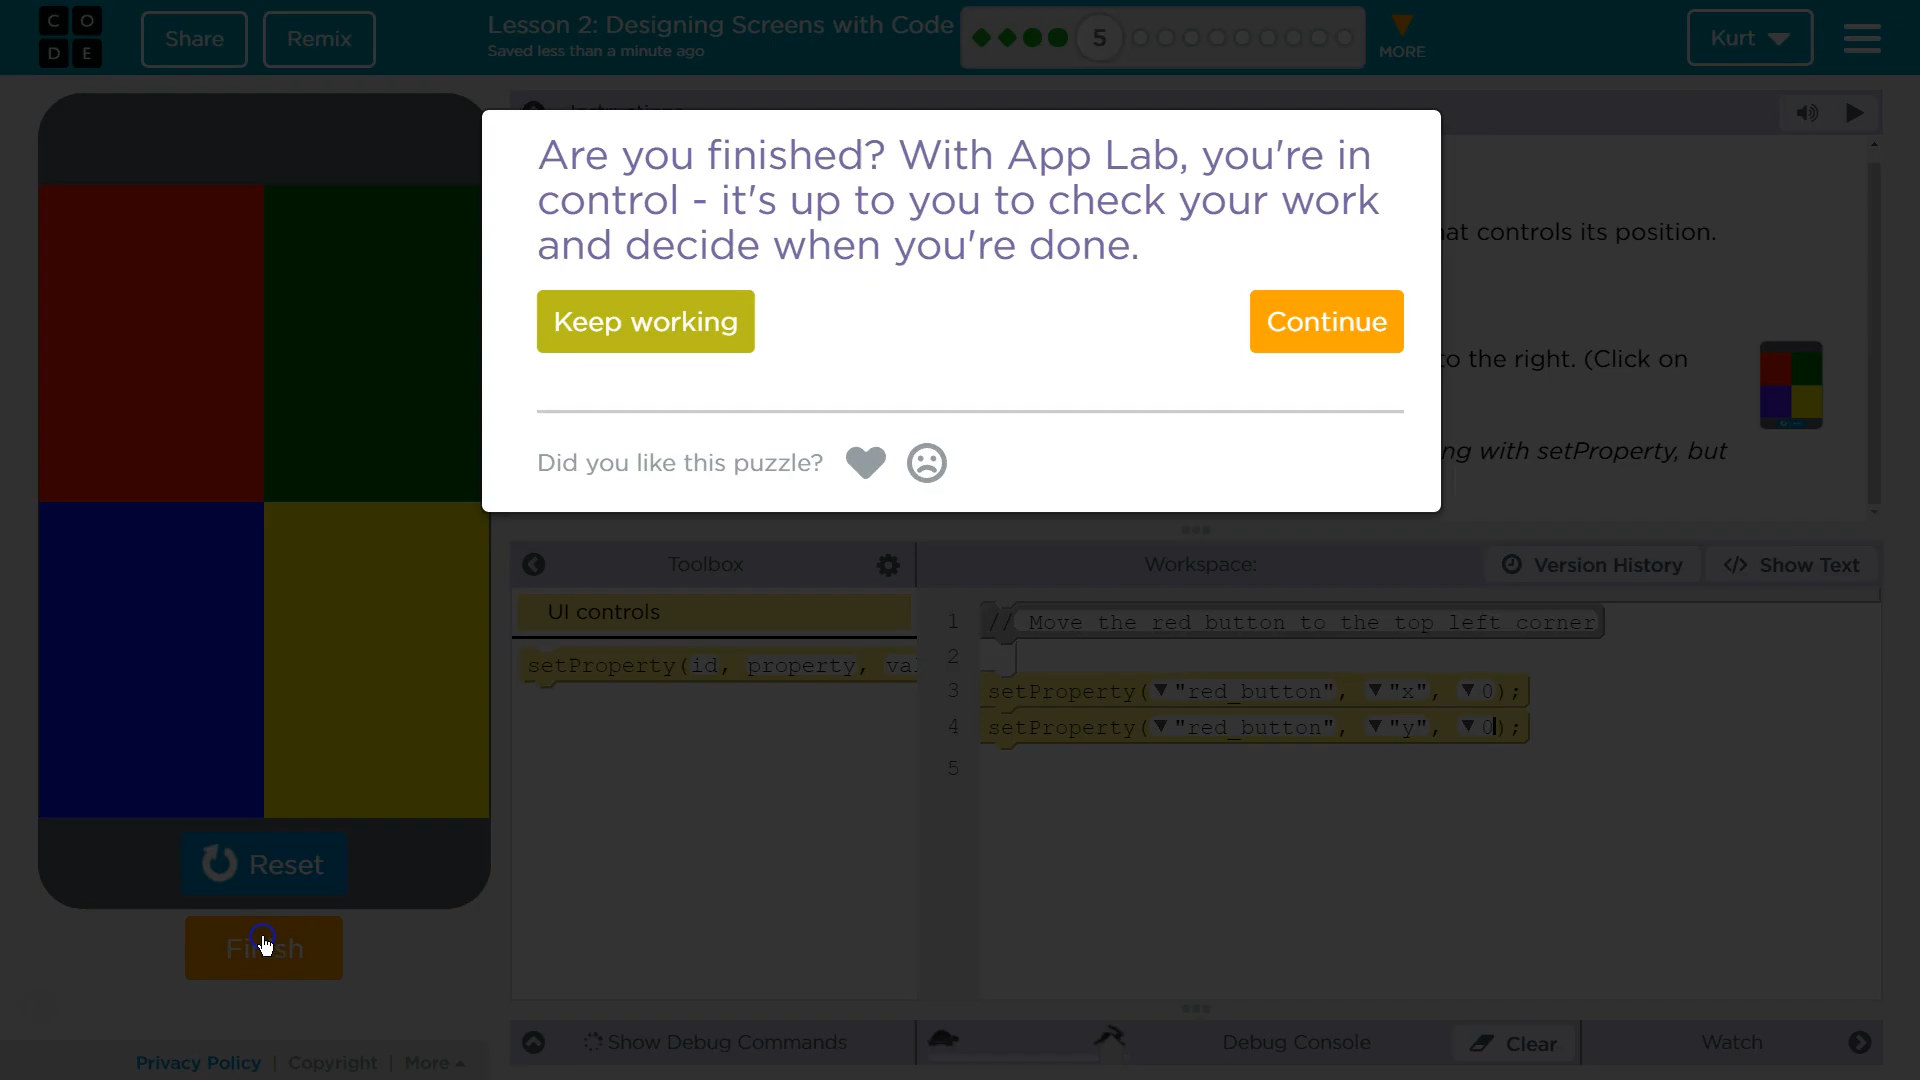 CODE
Share
Remix
Lesson 2: Designing Screens with Code
Saved less than a minute ago
5
MORE
Kurt
Are you finished? With App Lab, you're in
control - it's up to you to check your work
and decide when you're done.
Keep working
Continue
Did you like this puzzle?
at controls its position.
o the right. (Click on
ng with setProperty, but
Toolbox
Workspace:
Version History
</> Show Text
UI controls
setProperty(id, property, val
1 // Move the red button to the top left corner
2
3 setProperty(▼"red_button", ▼"x", ▼0);
4 setProperty(▼"red_button", ▼"y", ▼0);
5
Reset
Finish
Show Debug Commands
Debug Console
Clear
Watch
Privacy Policy | Copyright | More